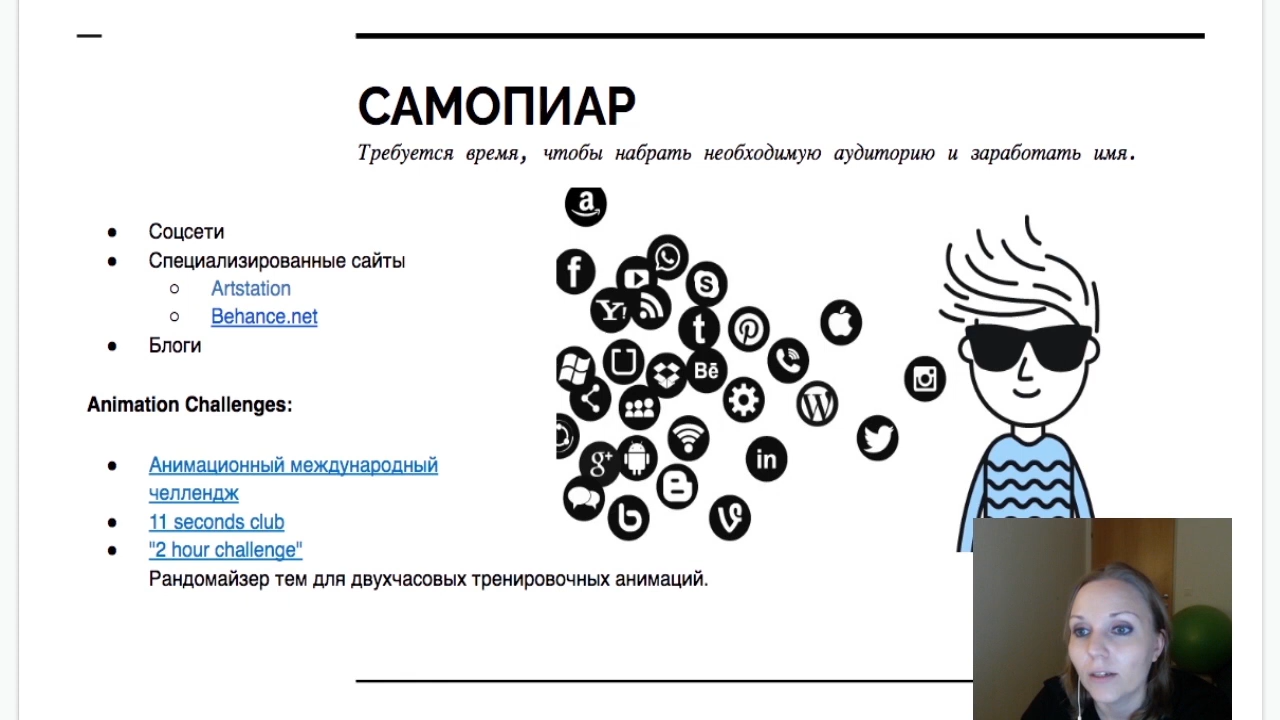 САМОПИАР
Требуется время, чтобы набрать необходимую аудиторию и заработать имя.
● Соцсети
● Специализированные сайты
○ Artstation
○ Behance.net
● Блоги
Animation Challenges:
● Анимационный международный
челлендж
● 11 seconds club
● "2 hour challenge"
Рандомайзер тем для двухчасовых тренировочных анимаций.